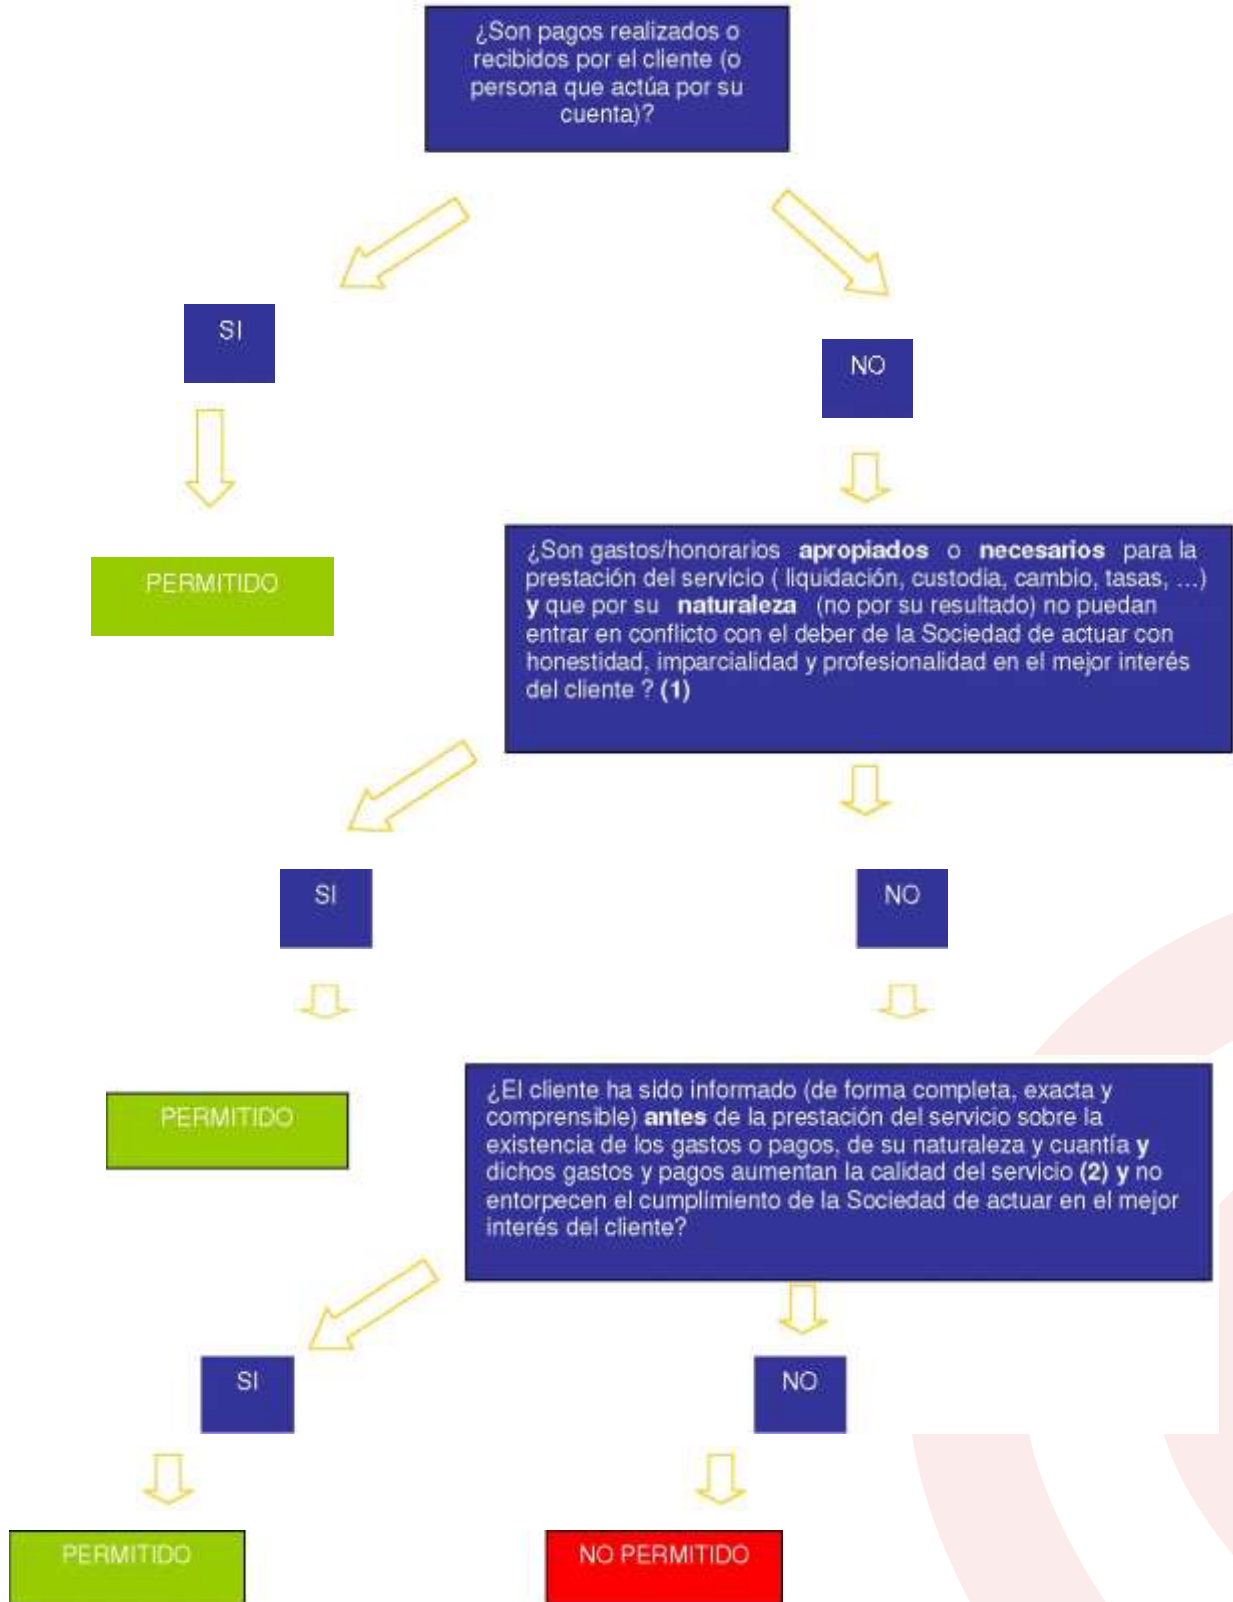 ¿Son pagos realizados o
recibidos por el cliente (o
persona que actúa por su
cuenta)?
SI
NO
PERMITIDO
¿Son gastos/honorarios apropiados o necesarios para la
prestación del servicio ( liquidación, custodia, cambio, tasas, ...)
y que por su naturaleza (no por su resultado) no puedan
entrar en conflicto con el deber de la Sociedad de actuar con
honestidad, imparcialidad y profesionalidad en el mejor interés
del cliente ? (1)
SI
NO
PERMITIDO
¿El cliente ha sido informado (de forma completa, exacta y
comprensible) antes de la prestación del servicio sobre la
existencia de los gastos o pagos, de su naturaleza y cuantía y
dichos gastos y pagos aumentan la calidad del servicio (2) y no
entorpecen el cumplimiento de la Sociedad de actuar en el mejor
interés del cliente?
SI
NO
PERMITIDO
NO PERMITIDO